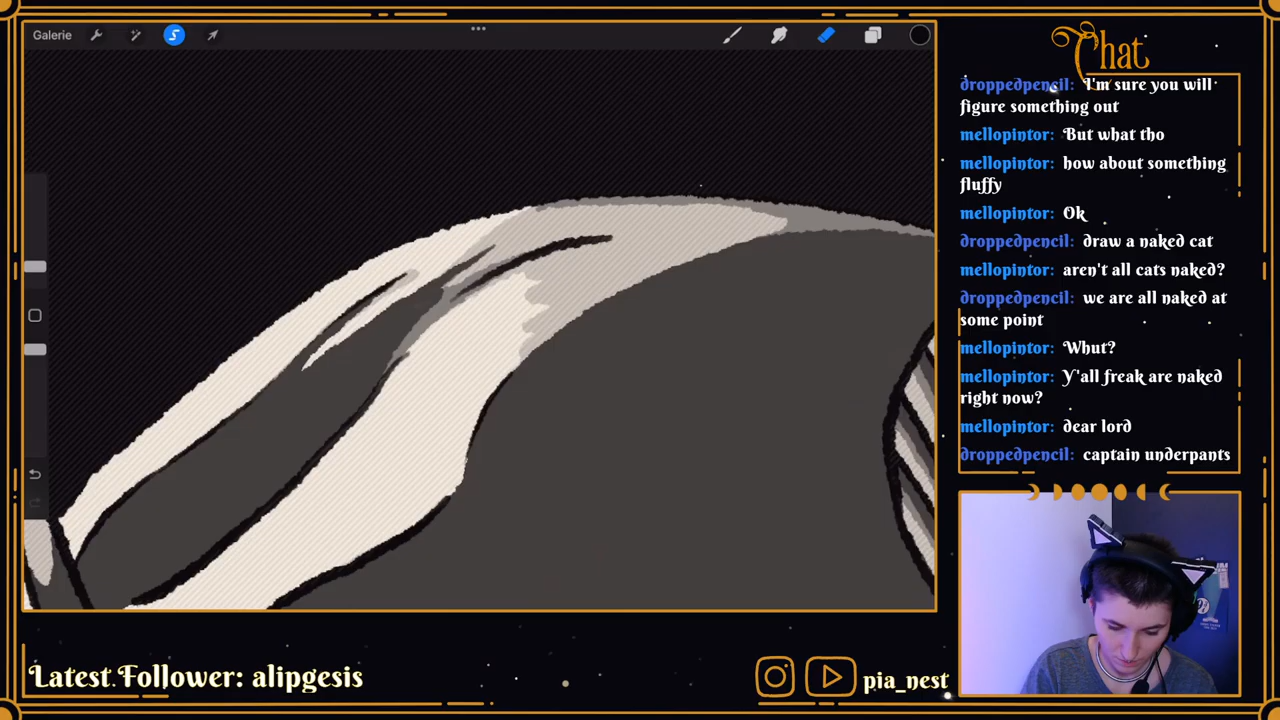 Galerie
Chat
droppedpencil: I'm sure you will
figure something out
mellopintor: But what tho
mellopintor: how about something
fluffy
mellopintor: Ok
droppedpencil: draw a naked cat
mellopintor: aren't all cats naked?
droppedpencil: we are all naked at
some point
mellopintor: Whut?
mellopintor: Y'all freak are naked
right now?
mellopintor: dear lord
droppedpencil: captain underpants
Latest Follower: alipgesis
pia_nest